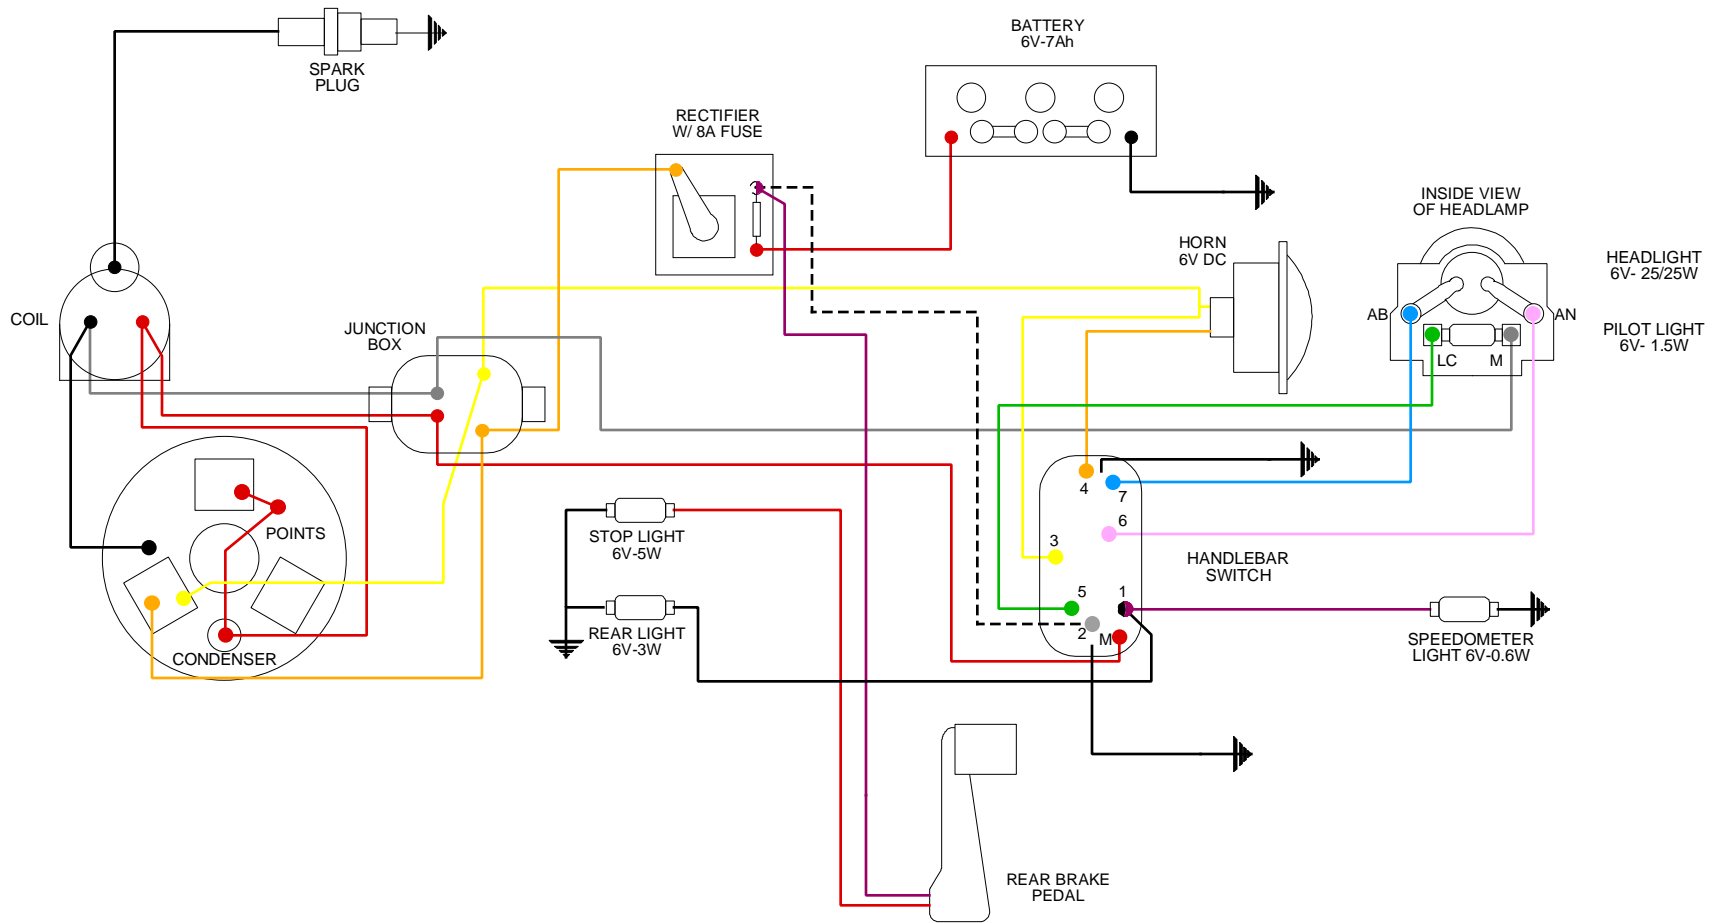 SPARK
PLUG
BATTERY
6V-7Ah
RECTIFIER
W/ 8A FUSE
INSIDE VIEW
OF HEADLAMP
HORN
6V DC
HEADLIGHT
6V- 25/25W
COIL
JUNCTION
BOX
AB
AN
PILOT LIGHT
6V- 1.5W
LC
M
4
7
6
3
5
1
2
M
POINTS
STOP LIGHT
6V-5W
HANDLEBAR
SWITCH
REAR LIGHT
6V-3W
CONDENSER
SPEEDOMETER
LIGHT 6V-0.6W
REAR BRAKE
PEDAL